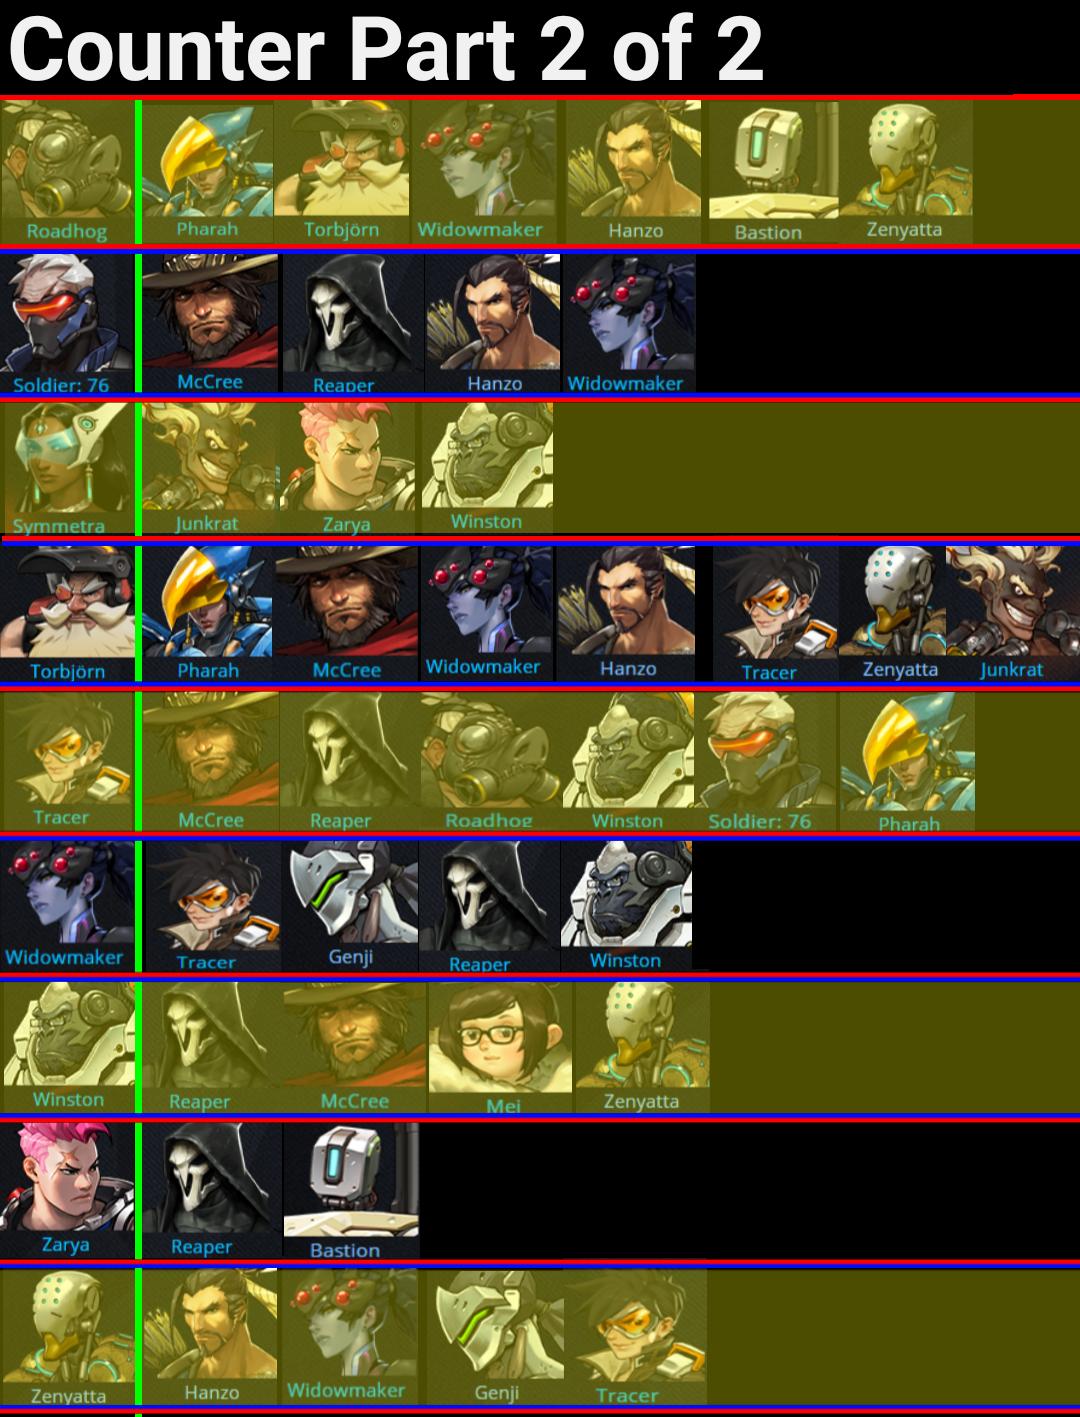 Counter Part 2 of 2
Roadhog Pharah Torbjörn Widowmaker Hanzo Bastion Zenyatta
Soldier: 76 McCree Reaper Hanzo Widowmaker
Symmetra Junkrat Zarya Winston
Torbjörn Pharah McCree Widowmaker Hanzo Tracer Zenyatta Junkrat
Tracer McCree Reaper Roadhog Winston Soldier: 76 Pharah
Widowmaker Tracer Genji Reaper Winston
Winston Reaper McCree Mei Zenyatta
Zarya Reaper Bastion
Zenyatta Hanzo Widowmaker Genji Tracer